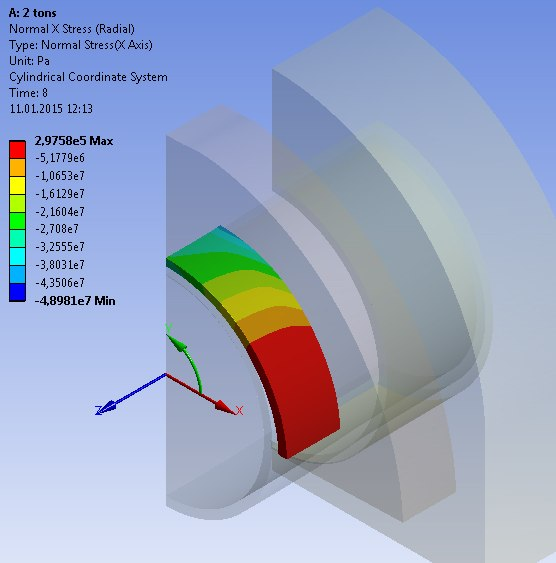 A: 2 tons
Normal X Stress (Radial)
Type: Normal Stress(X Axis)
Unit: Pa
Cylindrical Coordinate System
Time: 8
11.01.2015 12:13
2,9758e5 Max
-5,1779e6
-1,0653e7
-1,6129e7
-2,1604e7
-2,708e7
-3,2555e7
-3,8031e7
-4,3506e7
-4,8981e7 Min
Z
X